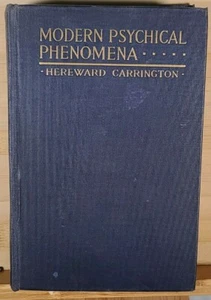 MODERN PSYCHICAL
PHENOMENA · · · · ·
· HEREWARD CARRINGTON ·